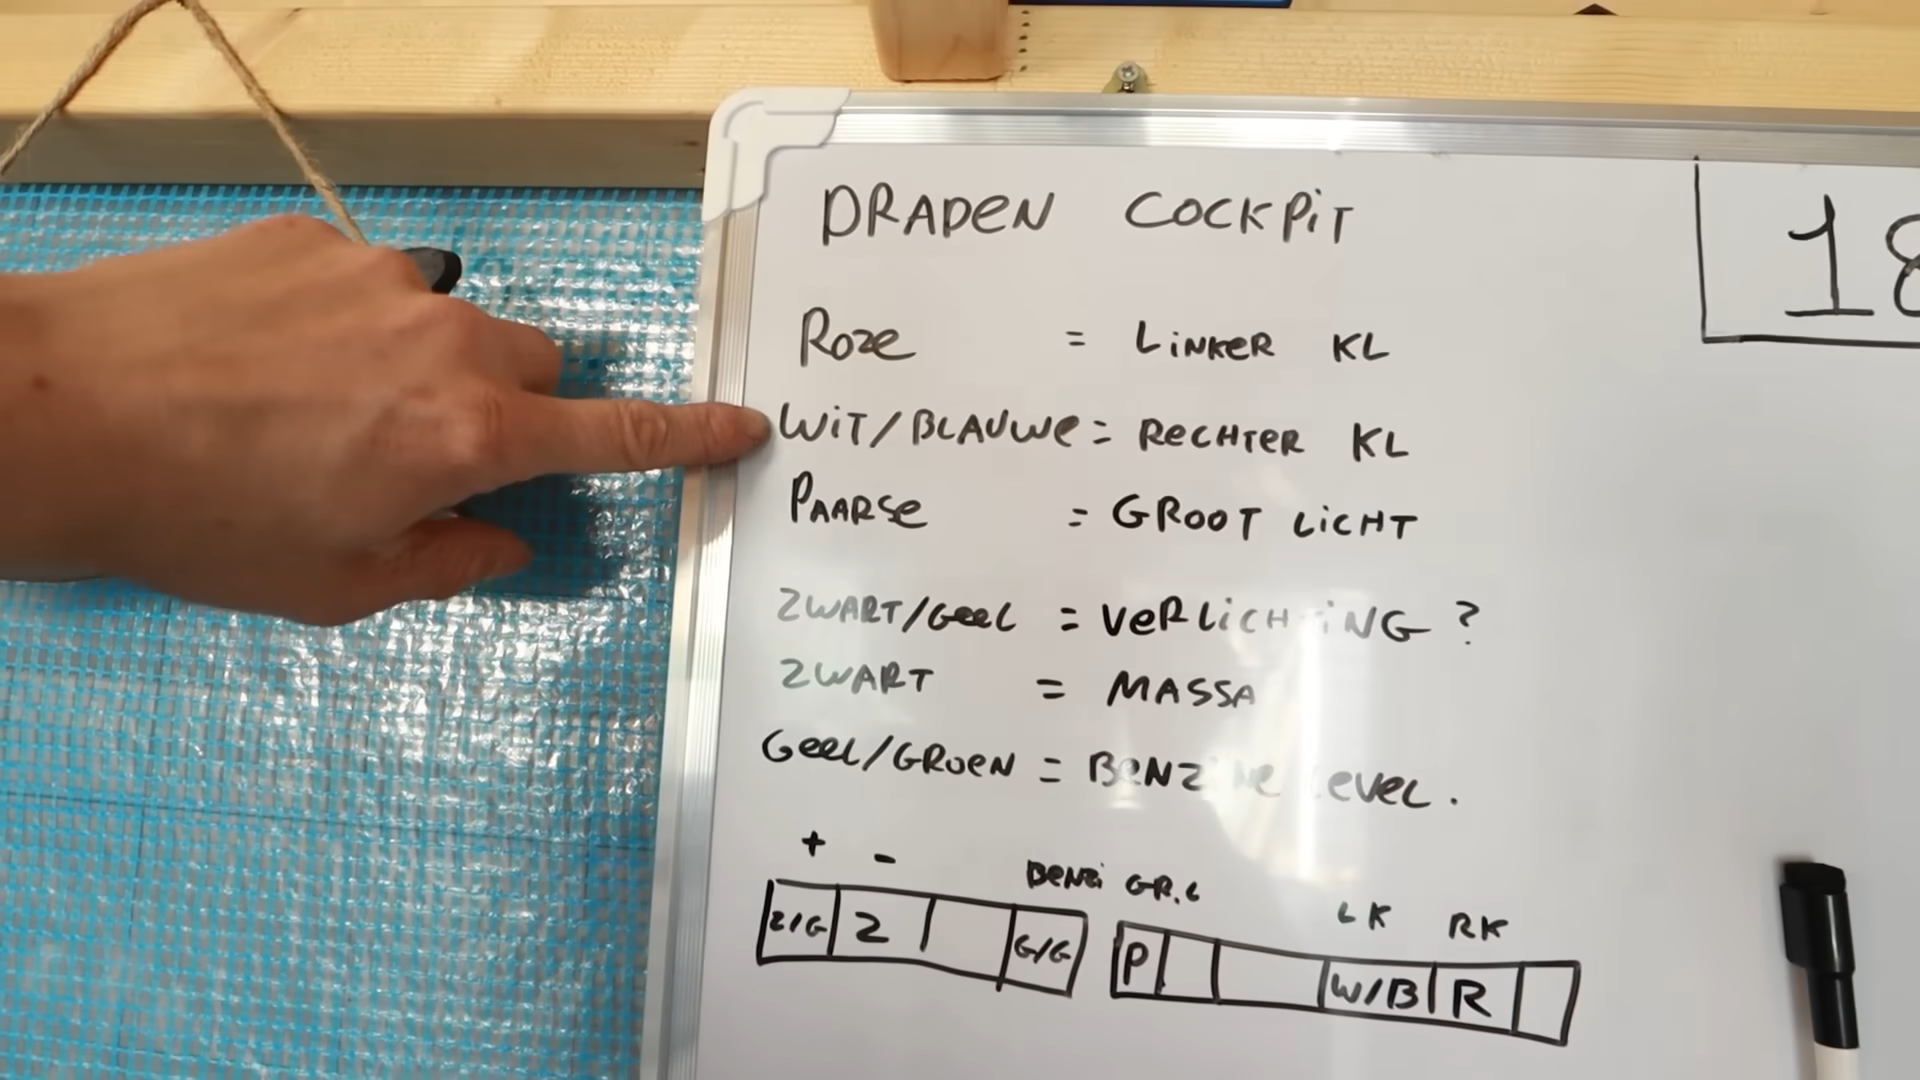 DRADEN COCKPIT
18
Roze = LiNKER KL
WiT/BLAUWe = RECHTER KL
PAARSe = GROOT LiCHT
ZWART/Geel = VeRLiCHTiNG ?
ZWART = MASSA
Geel/GROEN = BeNZiNe LeVeL.
+ -
BeNZi GR.L LK RK
Z/G Z G/G P W/B R